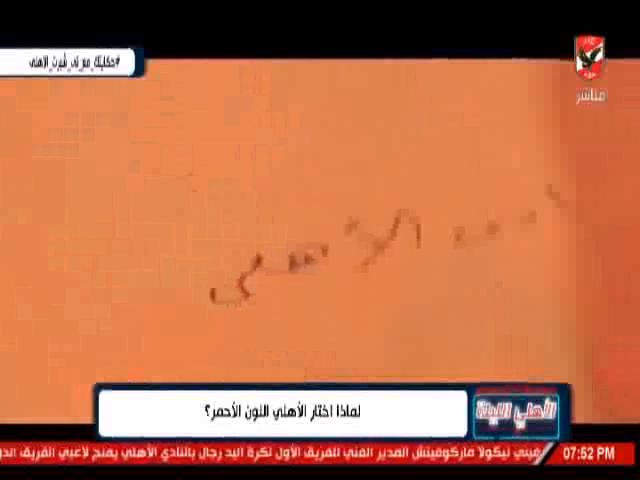 #حكايتك مع تي شيرت الأهلي
مباشر
الأهلي
لماذا اختار الأهلي اللون الأحمر؟
الأهلي الليلة
نيكولا ماركوفيتش المدير الفني للفريق الأول لكرة اليد رجال بالنادي الأهلي يمنح لاعبي الفريق
07:52 PM